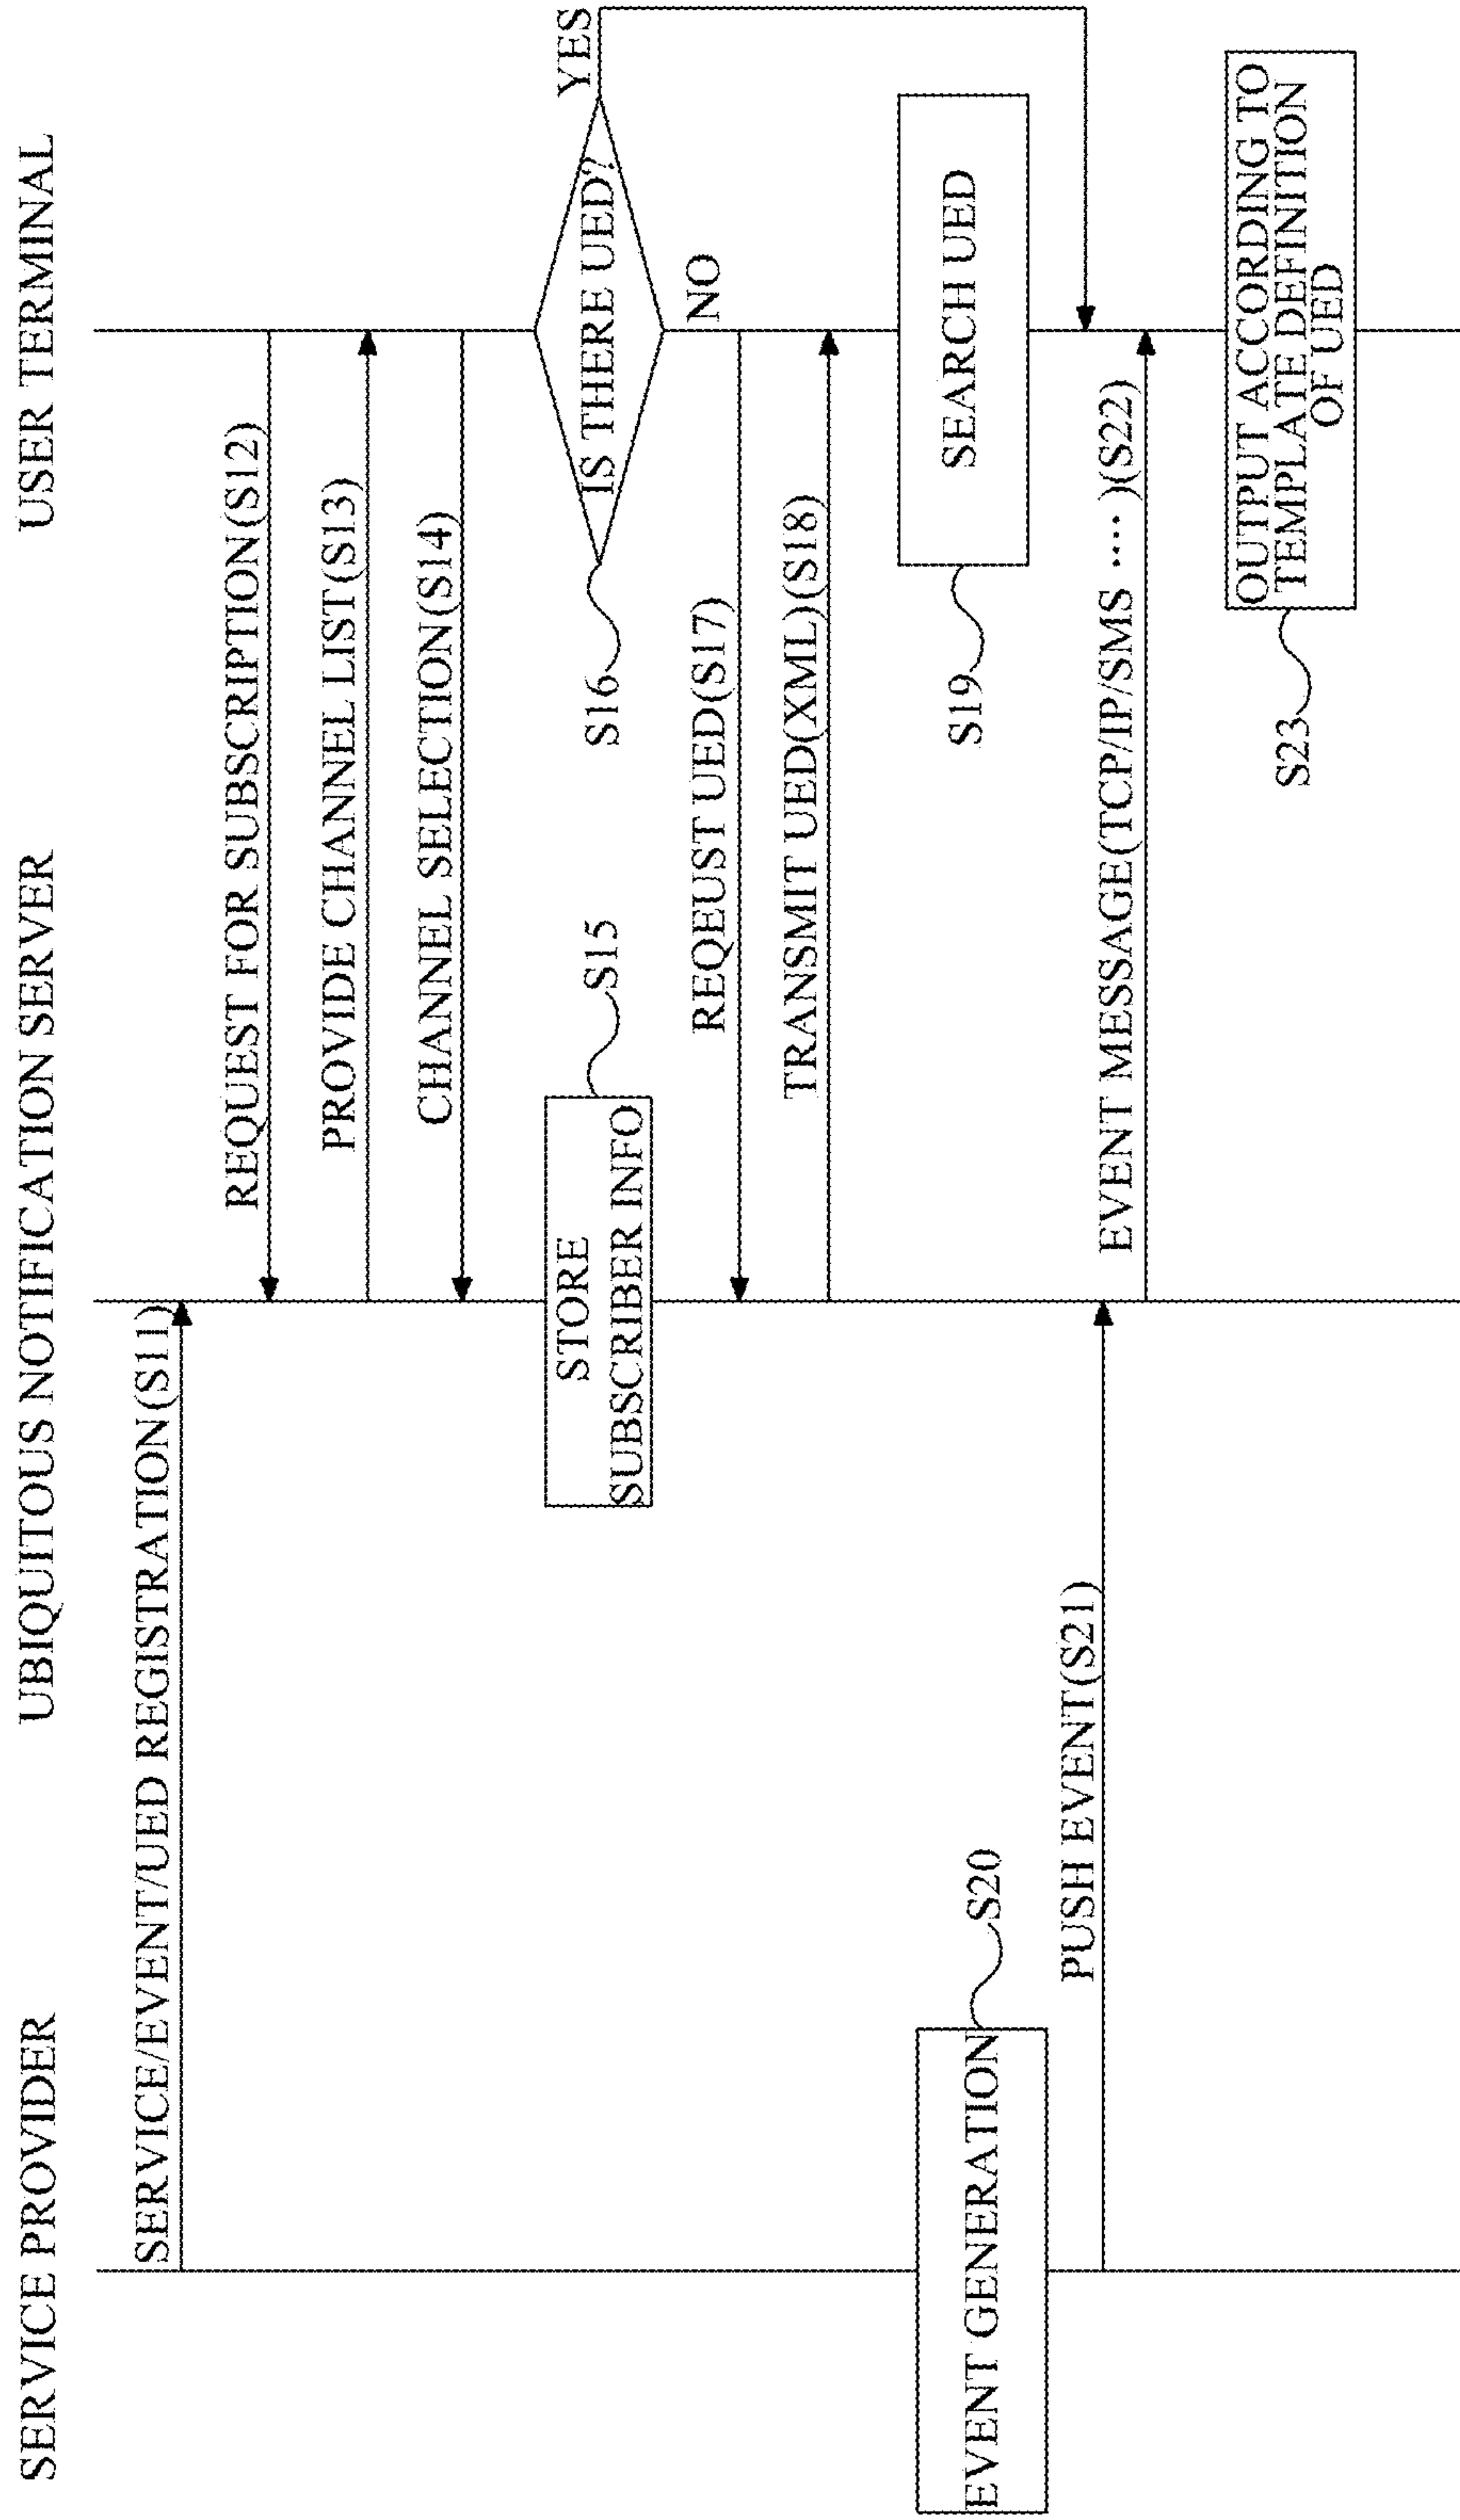 SERVICE PROVIDER
UBIQUITOUS NOTIFICATION SERVER
USER TERMINAL
SERVICE/EVENT/UED REGISTRATION(S11)
REQUEST FOR SUBSCRIPTION(S12)
PROVIDE CHANNEL LIST(S13)
CHANNEL SELECTION(S14)
STORE
SUBSCRIBER INFO
S15
IS THERE UED?
YES
S16
NO
REQEUST UED(S17)
TRANSMIT UED(XML)(S18)
SEARCH UED
S19
EVENT GENERATION
S20
PUSH EVENT(S21)
EVENT MESSAGE(TCP/IP/SMS ····)(S22)
OUTPUT ACCORDING TO
TEMPLATE DEFINITION
OF UED
S23